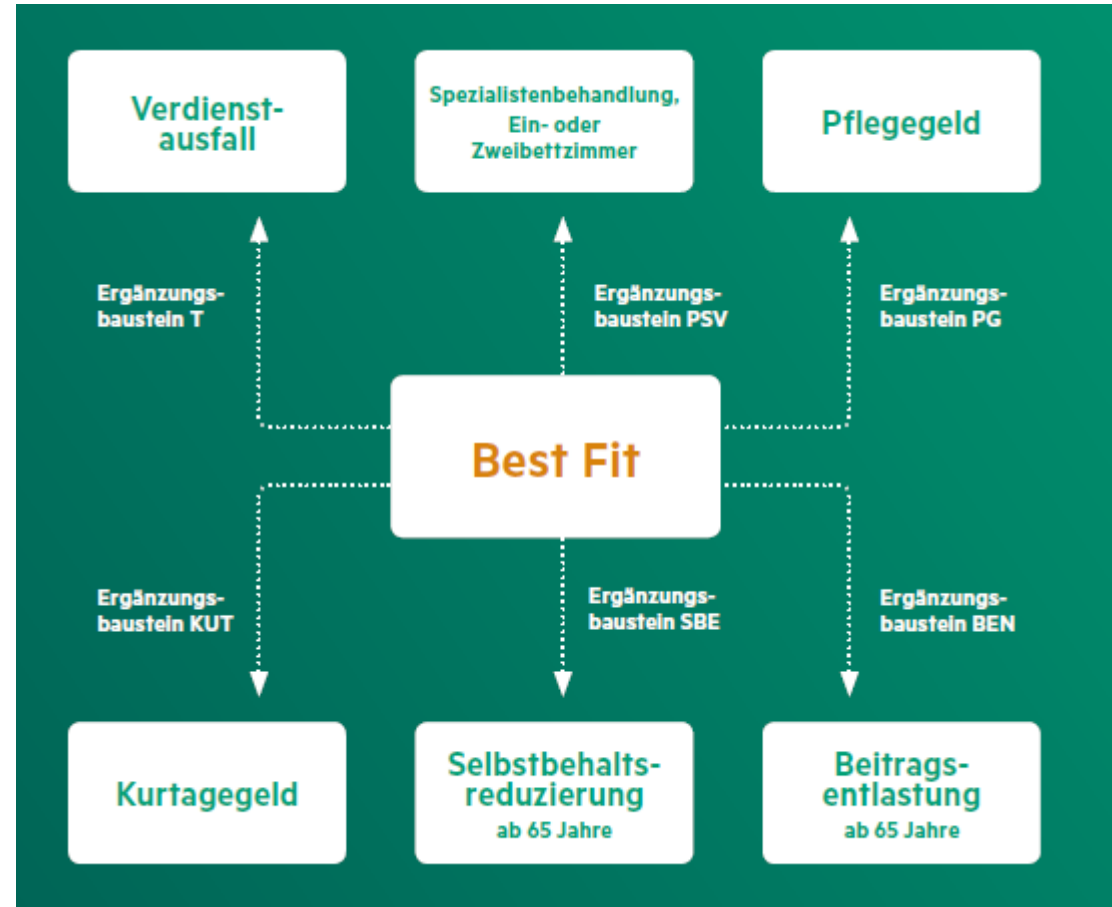 Verdienst-
ausfall
Spezialistenbehandlung,
Ein- oder
Zweibettzimmer
Pflegegeld
Ergänzungs-
baustein T
Ergänzungs-
baustein PSV
Ergänzungs-
baustein PG
Best Fit
Ergänzungs-
baustein KUT
Ergänzungs-
baustein SBE
Ergänzungs-
baustein BEN
Kurtagegeld
Selbstbehalts-
reduzierung
ab 65 Jahre
Beitrags-
entlastung
ab 65 Jahre